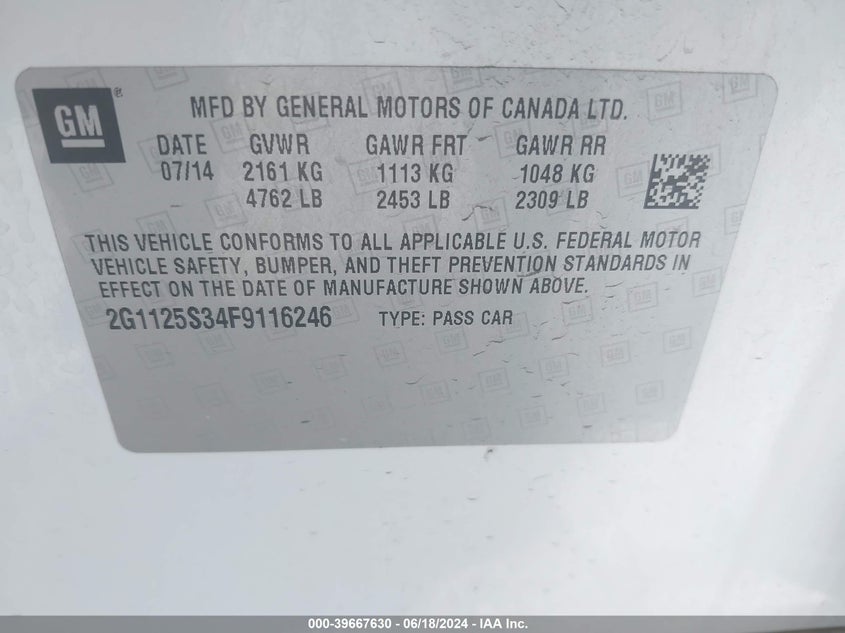 GM ®
MFD BY GENERAL MOTORS OF CANADA LTD.
DATE GVWR GAWR FRT GAWR RR
07/14 2161 KG 1113 KG 1048 KG
4762 LB 2453 LB 2309 LB
THIS VEHICLE CONFORMS TO ALL APPLICABLE U.S. FEDERAL MOTOR
VEHICLE SAFETY, BUMPER, AND THEFT PREVENTION STANDARDS IN
EFFECT ON THE DATE OF MANUFACTURE SHOWN ABOVE.
2G1125S34F9116246 TYPE: PASS CAR
000-39667630 - 06/18/2024 - IAA Inc.